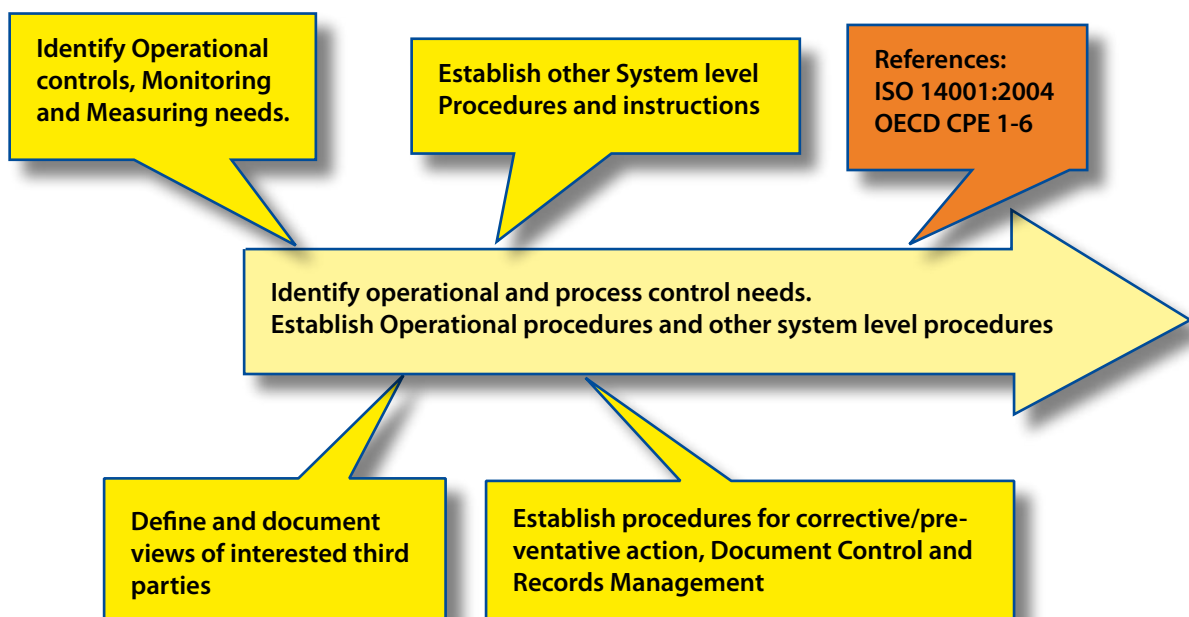 Identify Operational
controls, Monitoring
and Measuring needs.
Establish other System level
Procedures and instructions
References:
ISO 14001:2004
OECD CPE 1-6
Identify operational and process control needs.
Establish Operational procedures and other system level procedures
Define and document
views of interested third
parties
Establish procedures for corrective/pre-
ventative action, Document Control and
Records Management